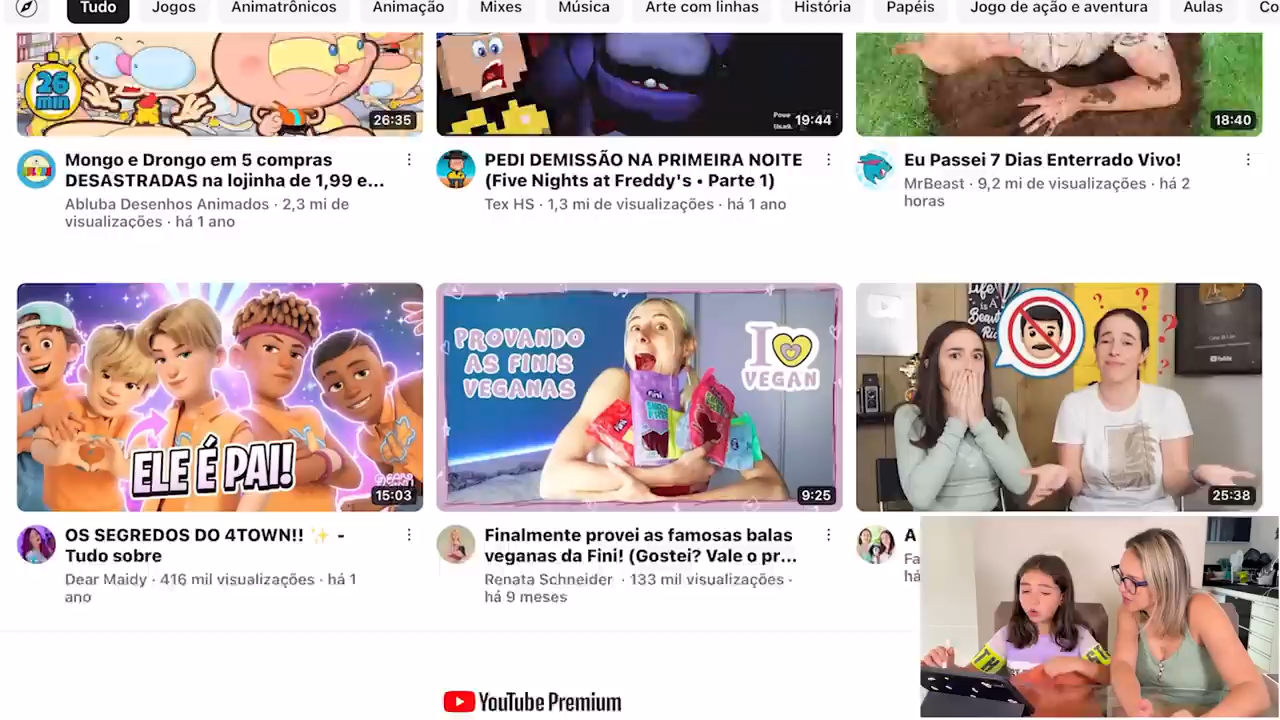 Tudo
Jogos
Animatrônicos
Animação
Mixes
Música
Arte com linhas
História
Papéis
Jogo de ação e aventura
Aulas
Co
26
min
26:35
19:44
18:40
Mongo e Drongo em 5 compras
DESASTRADAS na lojinha de 1,99 e...
Abluba Desenhos Animados · 2,3 mi de
visualizações · há 1 ano
PEDI DEMISSÃO NA PRIMEIRA NOITE
(Five Nights at Freddy's • Parte 1)
Tex HS · 1,3 mi de visualizações · há 1 ano
Eu Passei 7 Dias Enterrado Vivo!
MrBeast · 9,2 mi de visualizações · há 2
horas
ELE É PAI!
15:03
PROVANDO
AS FINIS
VEGANAS
I
VEGAN
fini
9:25
Life
is A
25:38
OS SEGREDOS DO 4TOWN!! ✨ -
Tudo sobre
Dear Maidy · 416 mil visualizações · há 1
ano
Finalmente provei as famosas balas
veganas da Fini! (Gostei? Vale o pr...
Renata Schneider · 133 mil visualizações ·
há 9 meses
A
Fa
há
YouTube Premium